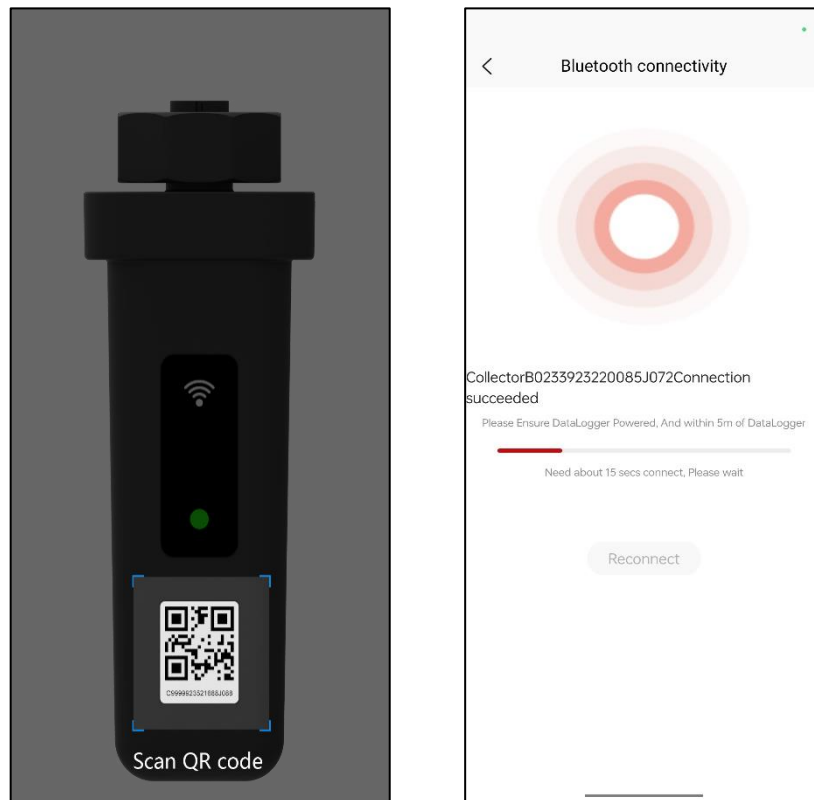 Scan QR code
Bluetooth connectivity
CollectorB0233923220085J072Connection
succeeded
Please Ensure DataLogger Powered, And within 5m of DataLogger
Need about 15 secs connect, Please wait
Reconnect